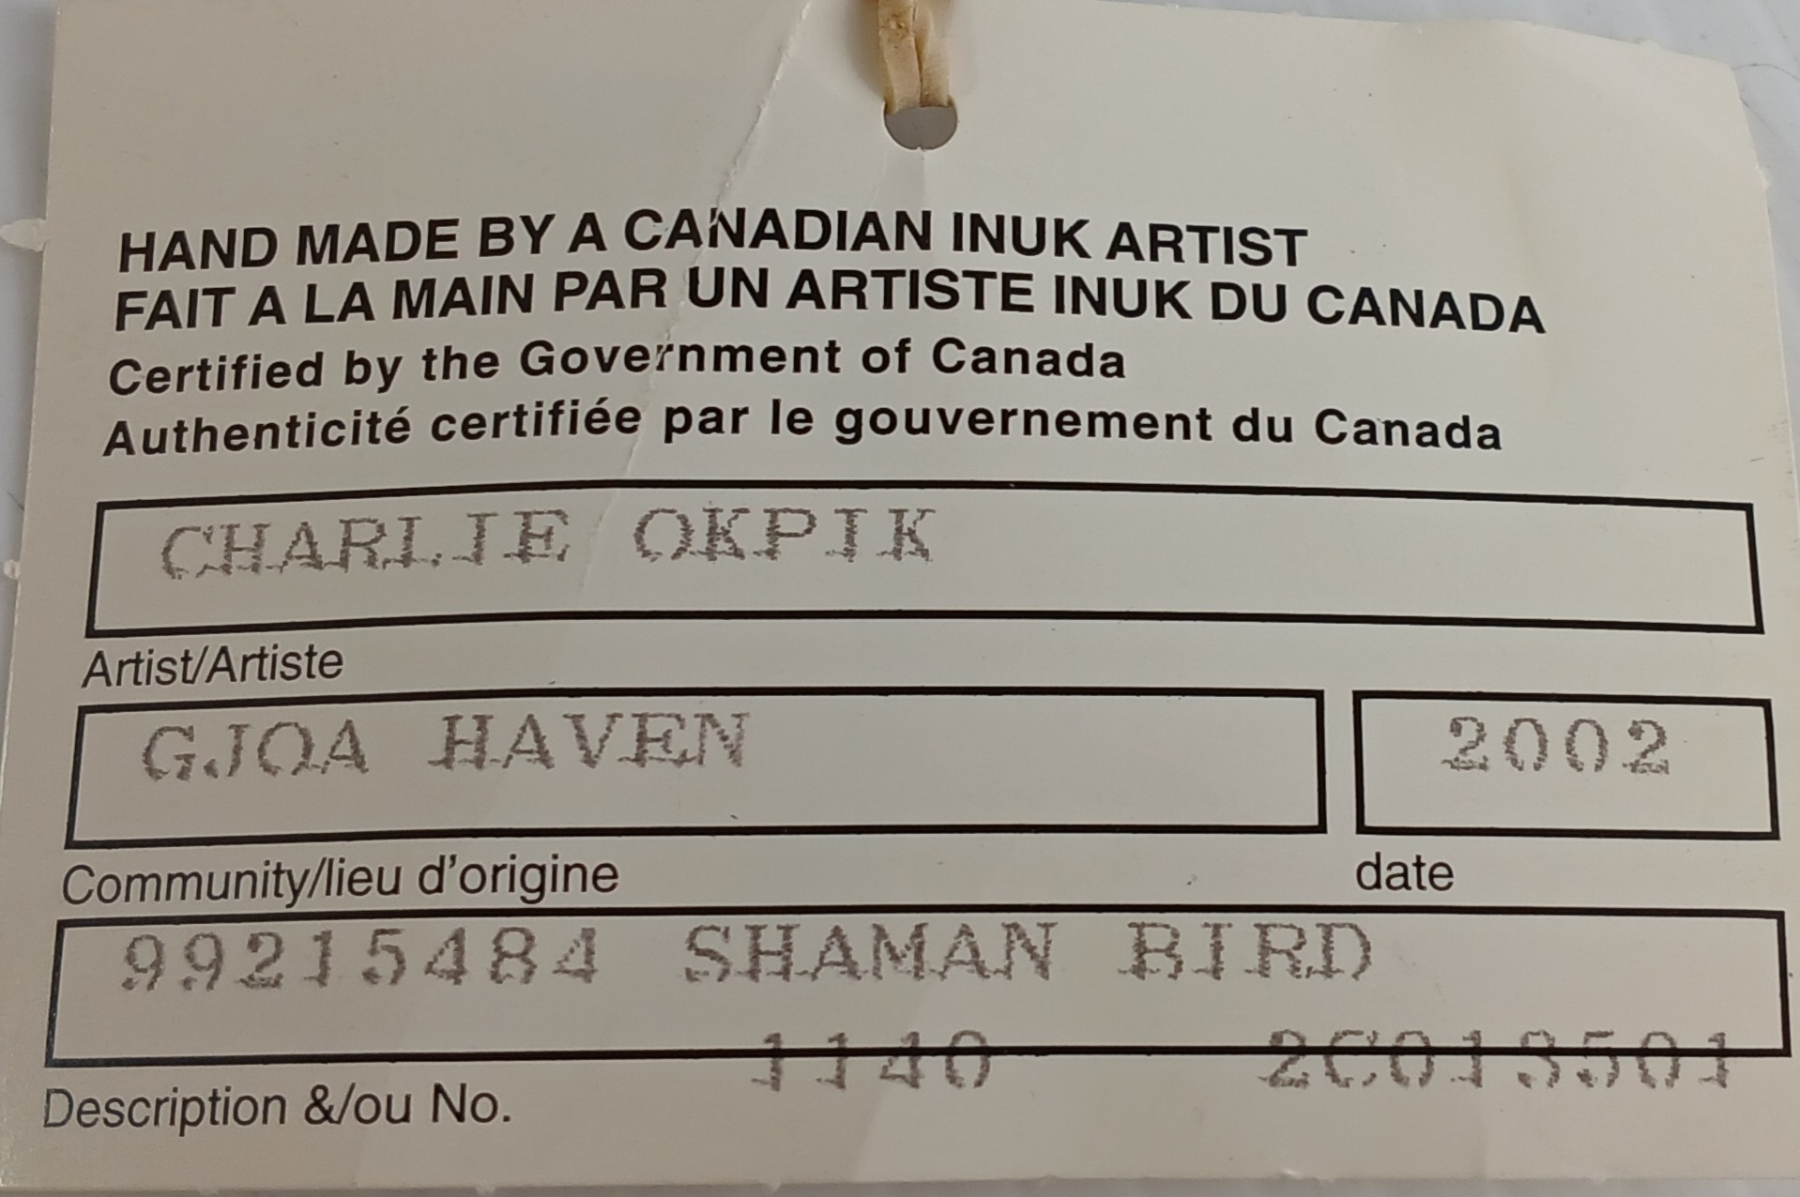 HAND MADE BY A CANADIAN INUK ARTIST
FAIT A LA MAIN PAR UN ARTISTE INUK DU CANADA
Certified by the Government of Canada
Authenticité certifiée par le gouvernement du Canada
CHARLIE OKPIK
Artist/Artiste
GJOA HAVEN 2002
Community/lieu d'origine date
99215484 SHAMAN BIRD
1140
Description &/ou No.